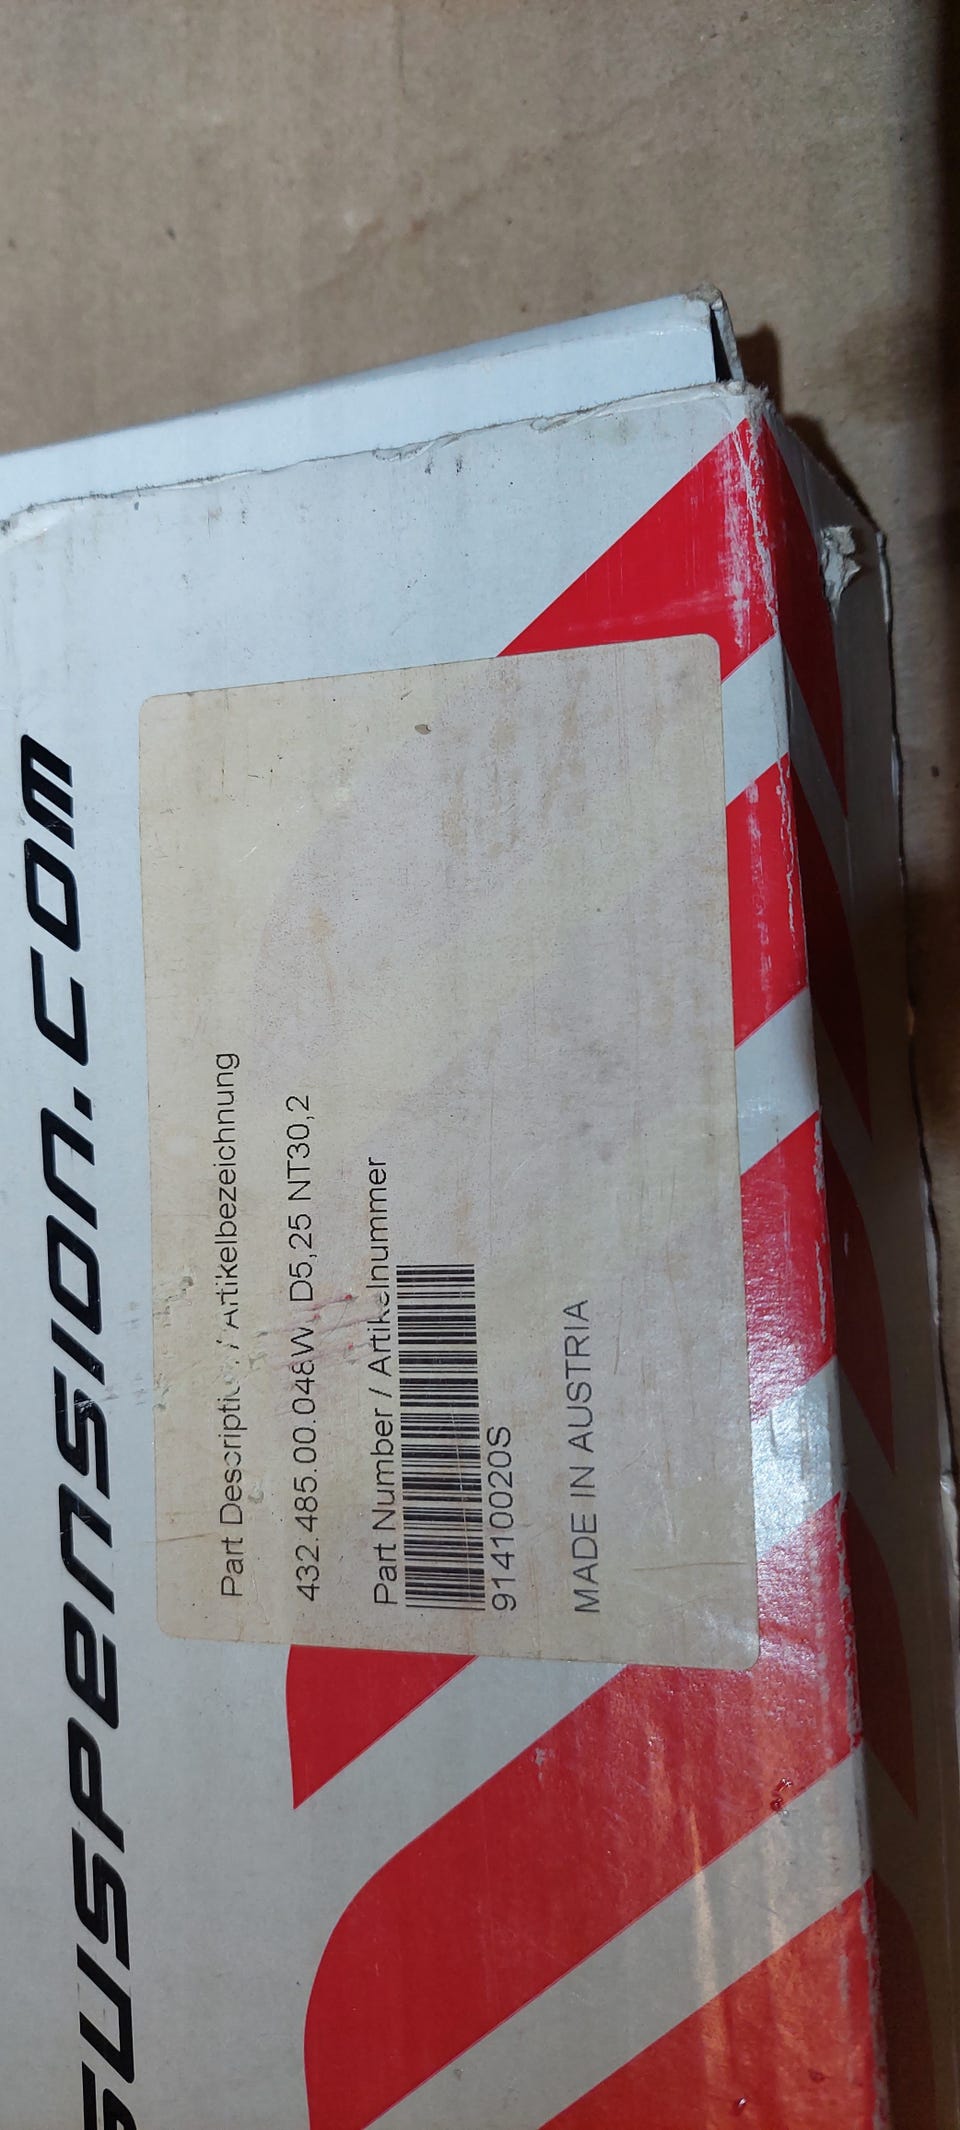 suspension.com
Part Description / Artikelbezeichnung
432.485.00.048W, D5,25 NT30,2
Part Number / Artikelnummer
914100020S
MADE IN AUSTRIA